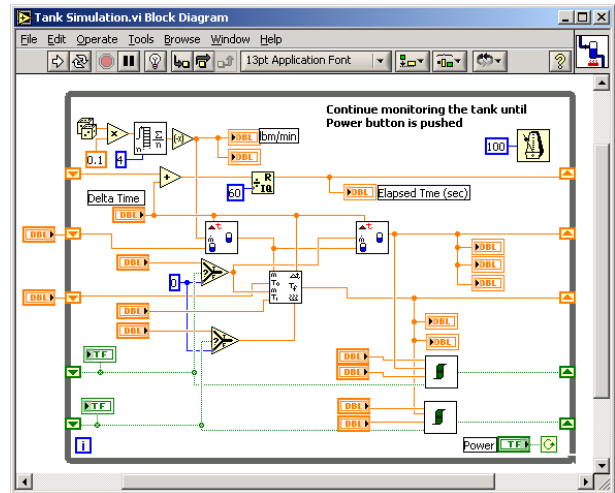 Tank Simulation.vi Block Diagram
File Edit Operate Tools Browse Window Help
13pt Application Font
Continue monitoring the tank until
Power button is pushed
DBL lbm/min
DBL
0.1
4
100
R
IQ
60
DBL Elapsed Tme (sec)
Delta Time
DBL
DBL
DBL
DBL
DBL
DBL
0
DBL
DBL
DBL
DBL
DBL
TF
DBL
DBL
TF
DBL
DBL
i
Power TF